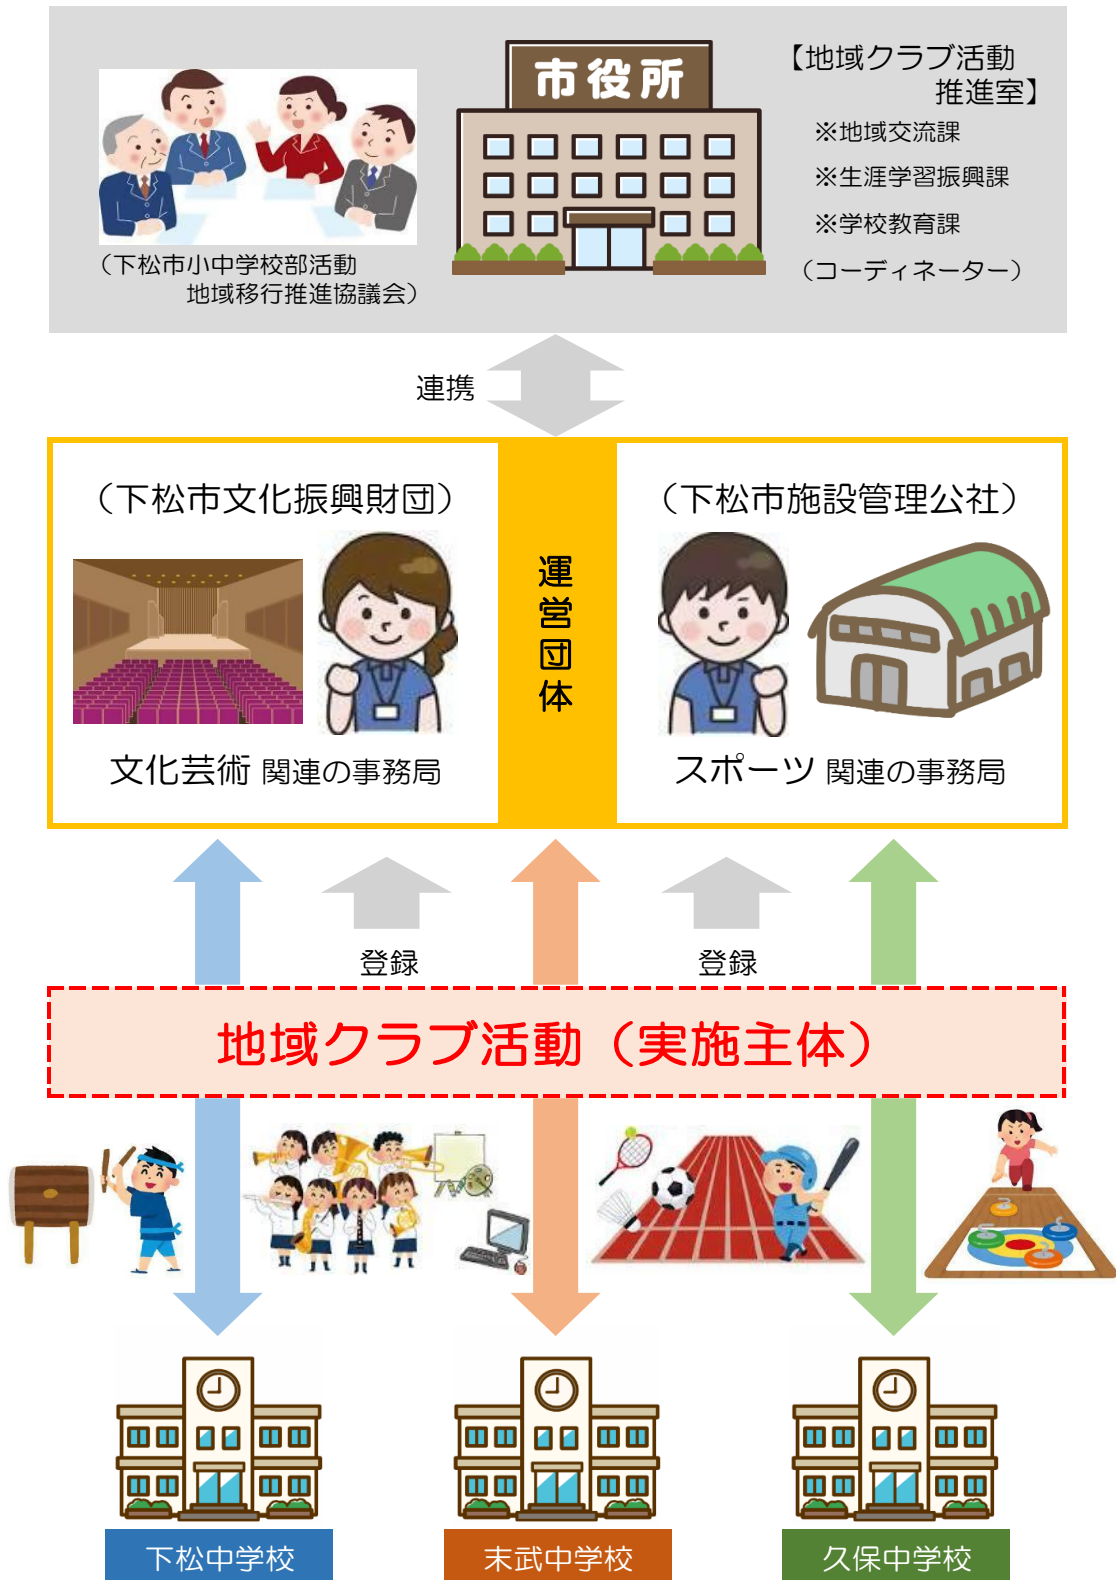 市役所
【地域クラブ活動
推進室】
※地域交流課
※生涯学習振興課
※学校教育課
（コーディネーター）
（下松市小中学校部活動
地域移行推進協議会）
連携
（下松市文化振興財団）
文化芸術 関連の事務局
運営団体
（下松市施設管理公社）
スポーツ 関連の事務局
登録
登録
地域クラブ活動（実施主体）
下松中学校
末武中学校
久保中学校